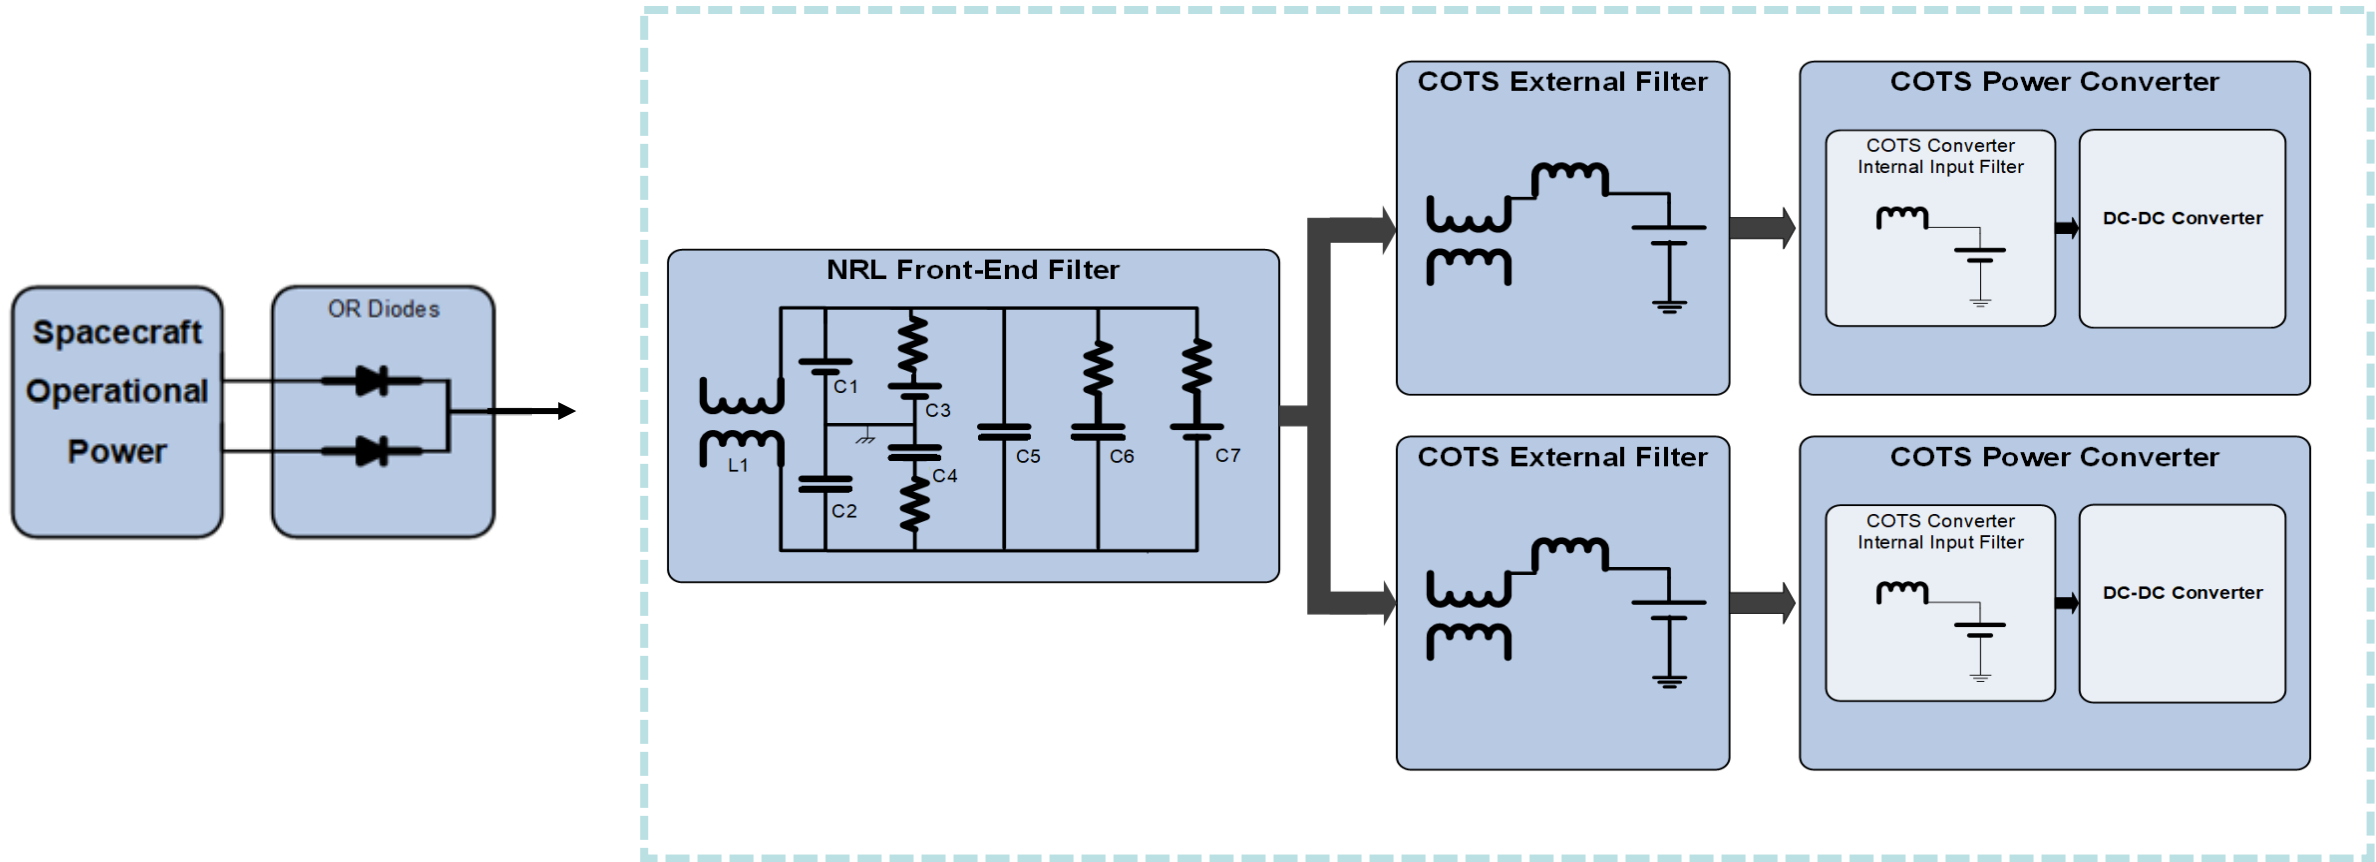 Spacecraft
Operational
Power
OR Diodes
NRL Front-End Filter
L1
C1
C2
C3
C4
C5
C6
C7
COTS External Filter
COTS Power Converter
COTS Converter
Internal Input Filter
DC-DC Converter
COTS External Filter
COTS Power Converter
COTS Converter
Internal Input Filter
DC-DC Converter